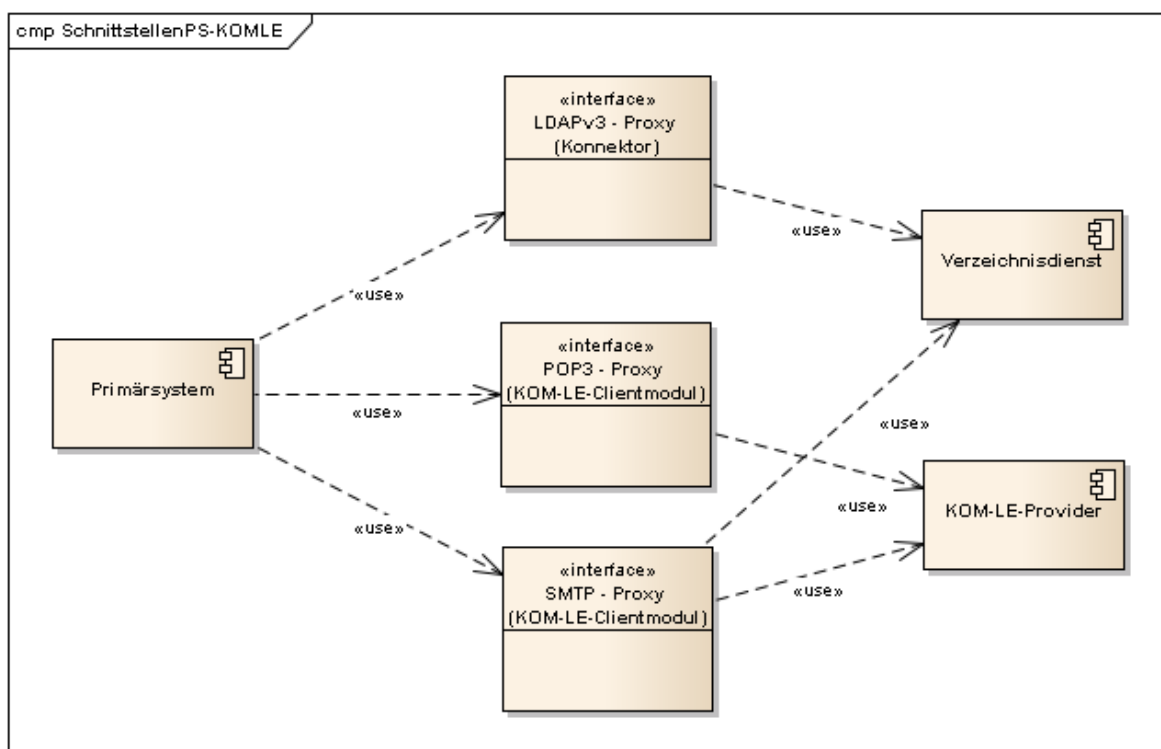 cmp SchnittstellenPS-KOMLE
«interface»
LDAPv3 - Proxy
(Konnektor)
«use»
Verzeichnisdienst
«use»
«interface»
POP3 - Proxy
(KOM-LE-Clientmodul)
Primärsystem
«use»
«use»
KOM-LE-Provider
«use»
«use»
«interface»
SMTP - Proxy
(KOM-LE-Clientmodul)
«use»